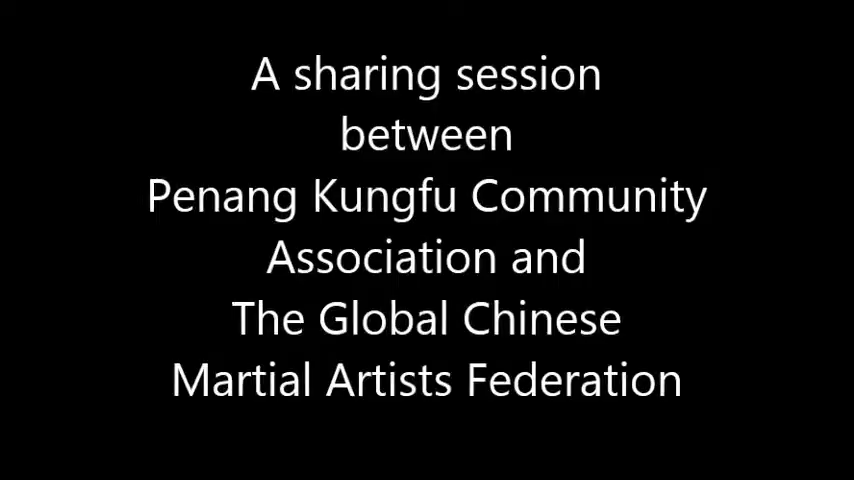 A sharing session
between
Penang Kungfu Community
Association and
The Global Chinese
Martial Artists Federation